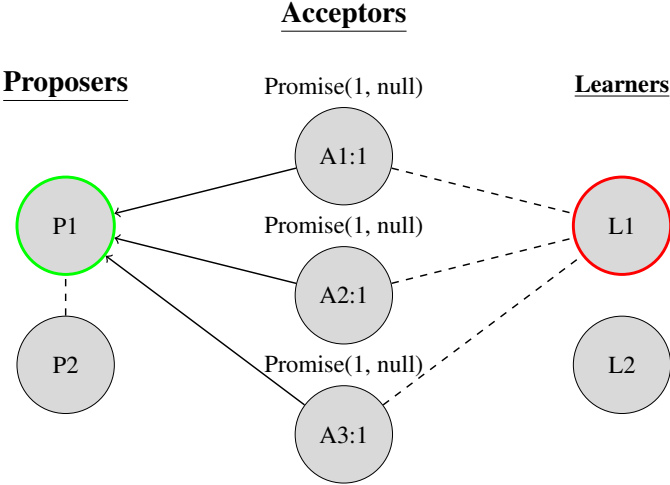 Acceptors
Proposers
Learners
Promise(1, null)
A1:1
P1
L1
Promise(1, null)
A2:1
P2
L2
Promise(1, null)
A3:1